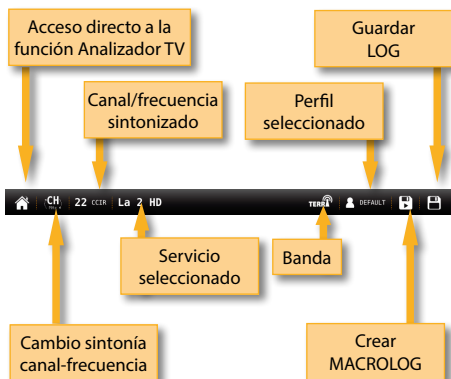 Acceso directo a la
función Analizador TV
Guardar
LOG
Canal/frecuencia
sintonizado
Perfil
seleccionado
CH
22 CCIR
La 2 HD
TERR
DEFAULT
Servicio
seleccionado
Banda
Cambio sintonía
canal-frecuencia
Crear
MACROLOG